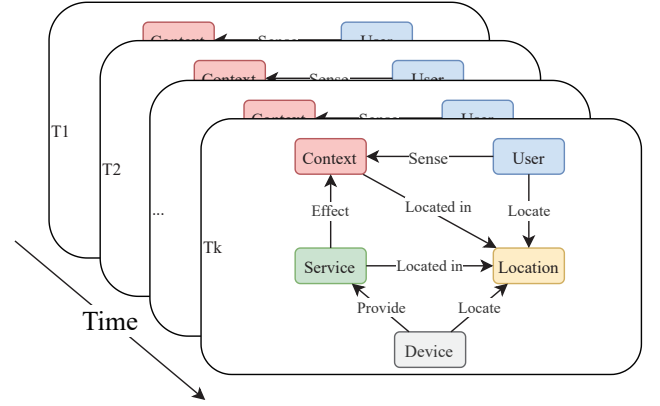 Context
Sense
User
T1
Context
Sense
User
T2
Context
Sense
User
...
Context
Sense
User
Effect
Located in
Locate
Tk
Service
Located in
Location
Provide
Locate
Device
Time